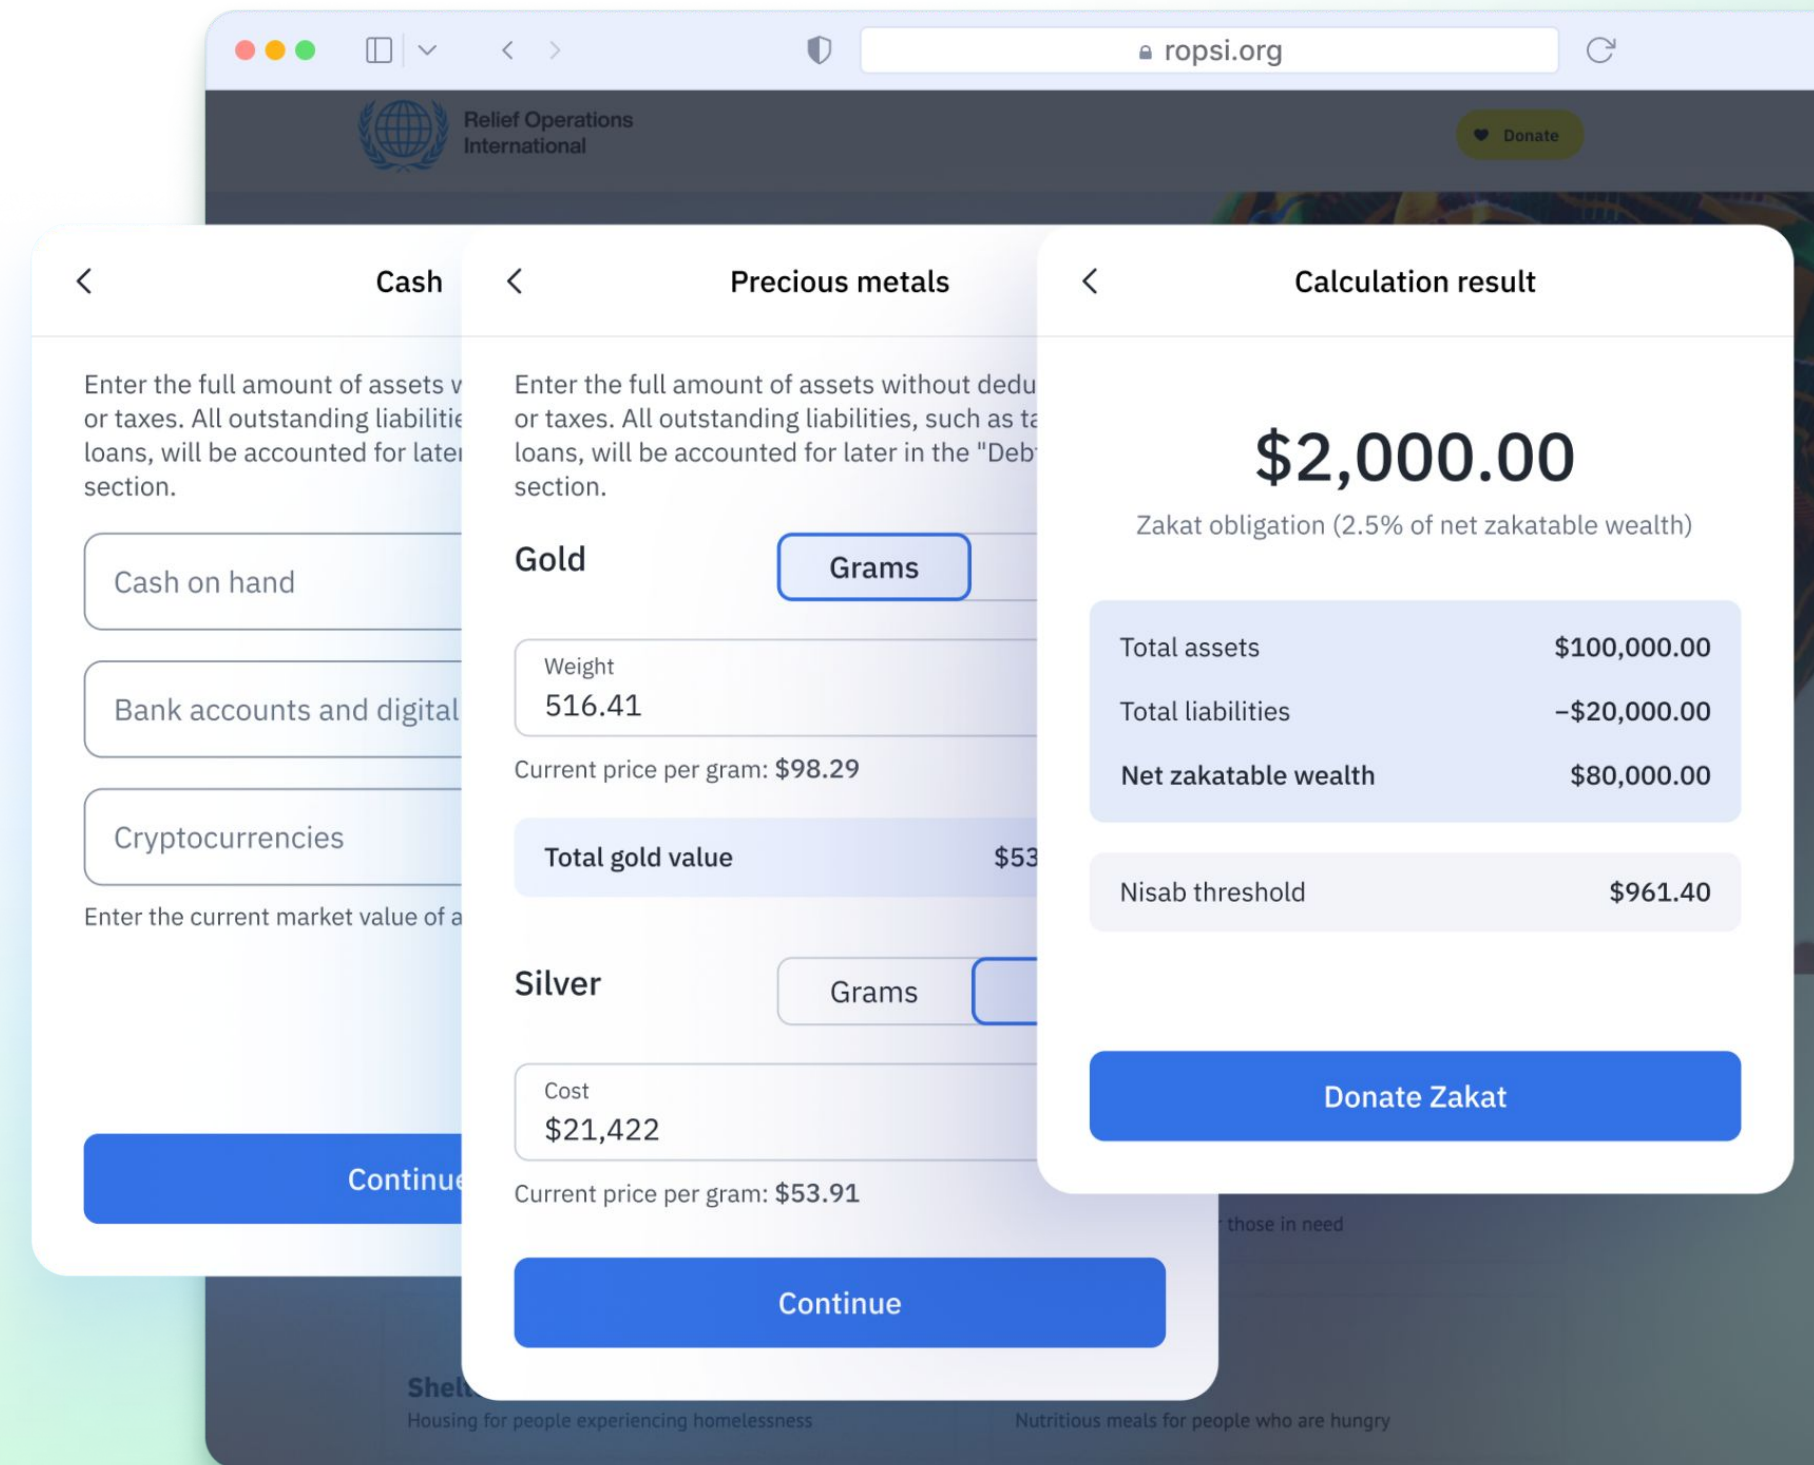 ropsi.org
Relief Operations
International
Donate
Cash
Enter the full amount of assets
or taxes. All outstanding
loans, will be accounted for
section.
Cash on hand
Bank accounts and digital
Cryptocurrencies
Enter the current market value of
Continue
Precious metals
Enter the full amount of assets without
or taxes. All outstanding liabilities, such as
loans, will be accounted for later in the
section.
Gold
Grams
Weight
516.41
Current price per gram: $98.29
Total gold value
$53
Silver
Grams
Cost
$21,422
Current price per gram: $53.91
Continue
Calculation result
$2,000.00
Zakat obligation (2.5% of net zakatable wealth)
Total assets $100,000.00
Total liabilities –$20,000.00
Net zakatable wealth $80,000.00
Nisab threshold $961.40
Donate Zakat
those in need
Housing for people experiencing homelessness
Nutritious meals for people who are hungry